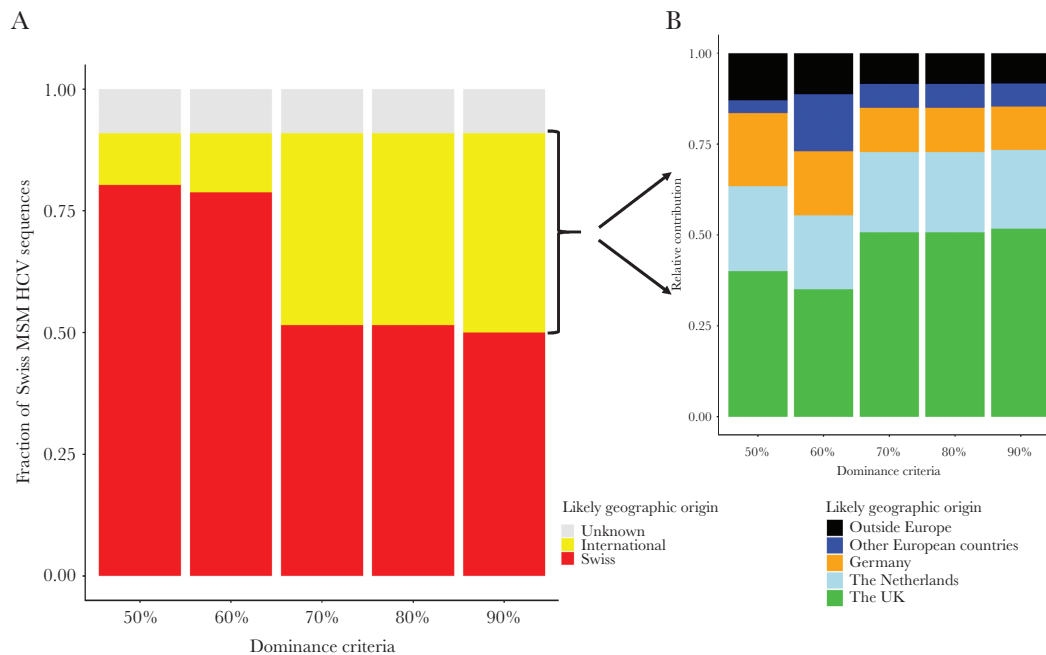 A
Fraction of Swiss MSM HCV sequences
1.00
0.75
0.50
0.25
0.00
50%
60%
70%
80%
90%
Dominance criteria
Likely geographic origin
Unknown
International
Swiss
B
Relative contribution
1.00
0.75
0.50
0.25
0.00
50%
60%
70%
80%
90%
Dominance criteria
Likely geographic origin
Outside Europe
Other European countries
Germany
The Netherlands
The UK